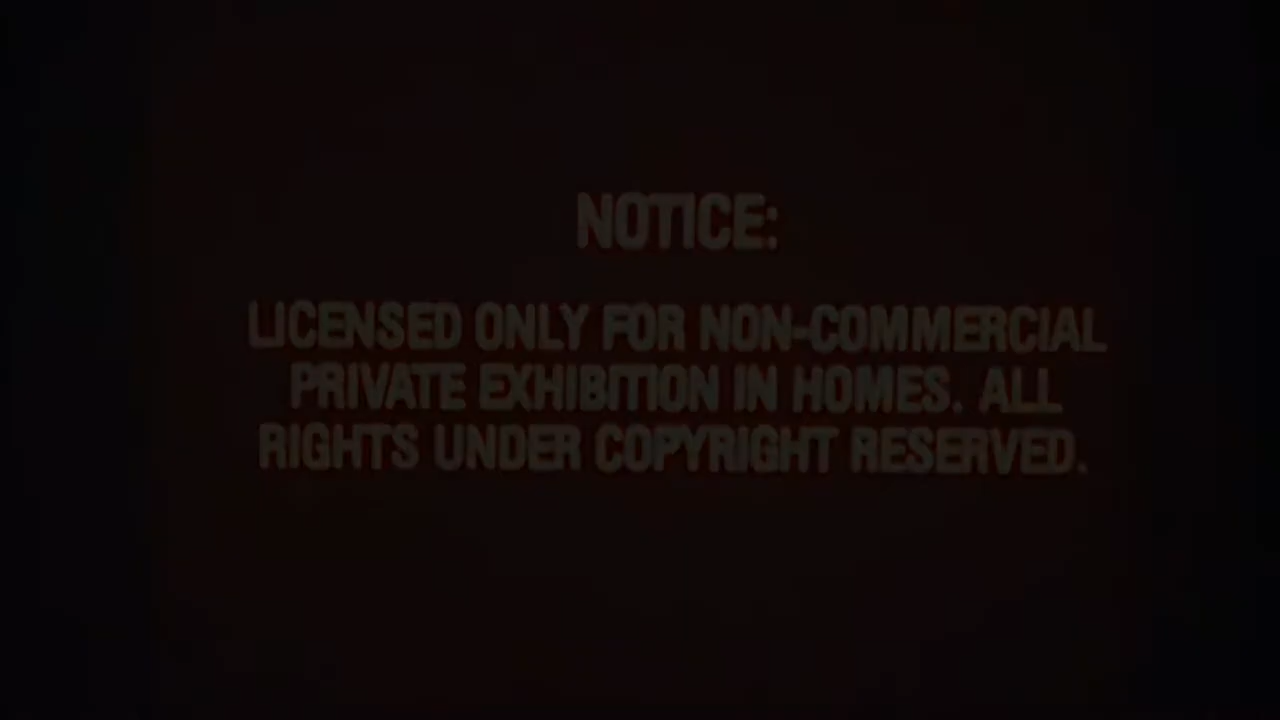 NOTICE:
LICENSED ONLY FOR NON-COMMERCIAL
PRIVATE EXHIBITION IN HOMES. ALL
RIGHTS UNDER COPYRIGHT RESERVED.